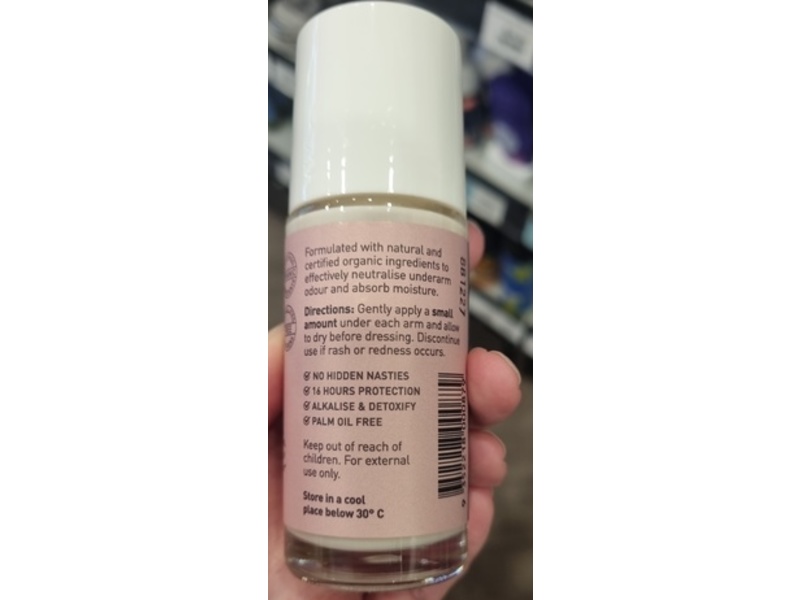 Formulated with natural and
certified organic ingredients to
effectively neutralise underarm
odour and absorb moisture.
Directions: Gently apply a small
amount under each arm and allow
to dry before dressing. Discontinue
use if rash or redness occurs.
NO HIDDEN NASTIES
16 HOURS PROTECTION
ALKALISE & DETOXIFY
PALM OIL FREE
Keep out of reach of
children. For external
use only.
Store in a cool
place below 30° C
BB1227